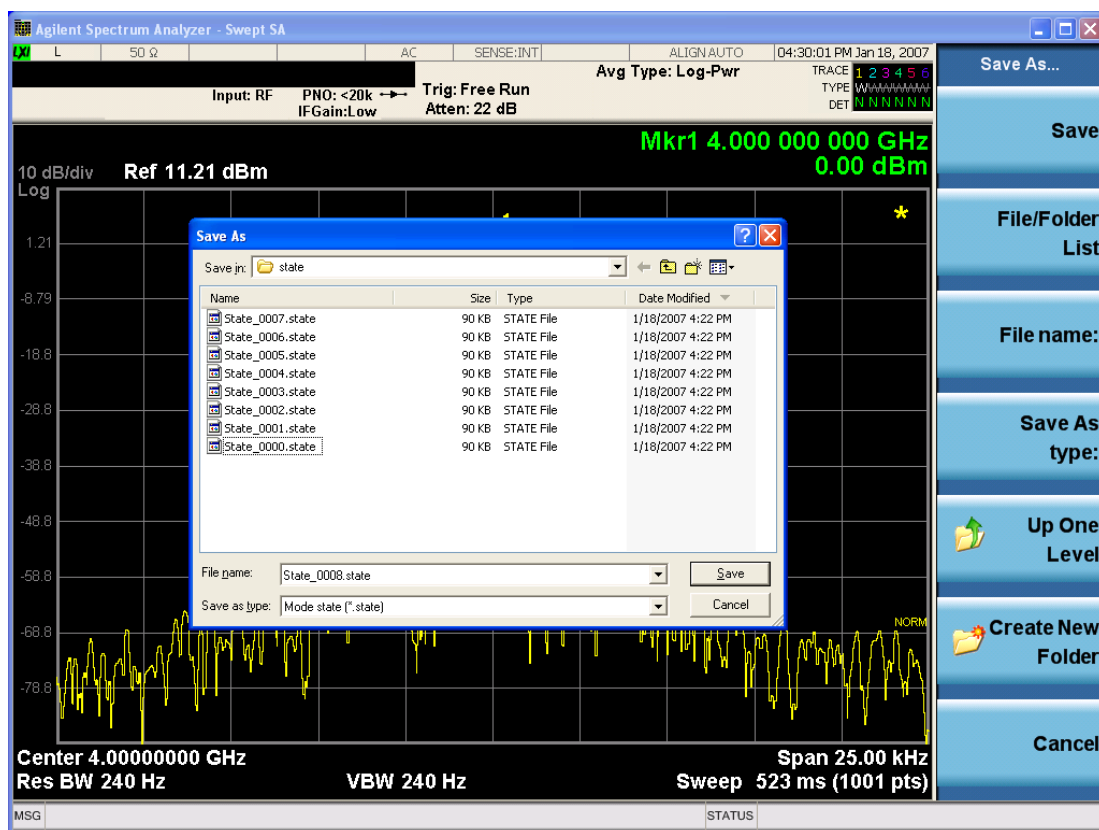 Agilent Spectrum Analyzer - Swept SA
LXI L 50 Ω AC SENSE:INT ALIGN AUTO 04:30:01 PM Jan 18, 2007
Input: RF PNO: <20k Trig: Free Run Avg Type: Log-Pwr TRACE 1 2 3 4 5 6
IFGain:Low Atten: 22 dB TYPE WWWWWW
DET N N N N N N
Mkr1 4.000 000 000 GHz
0.00 dBm
10 dB/div Ref 11.21 dBm
Log
1.21
-8.79
-18.8
-28.8
-38.8
-48.8
-58.8
-68.8
-78.8
*
NORM
Save As
Save in: state
Name Size Type Date Modified
State_0007.state 90 KB STATE File 1/18/2007 4:22 PM
State_0006.state 90 KB STATE File 1/18/2007 4:22 PM
State_0005.state 90 KB STATE File 1/18/2007 4:22 PM
State_0004.state 90 KB STATE File 1/18/2007 4:22 PM
State_0003.state 90 KB STATE File 1/18/2007 4:22 PM
State_0002.state 90 KB STATE File 1/18/2007 4:22 PM
State_0001.state 90 KB STATE File 1/18/2007 4:22 PM
State_0000.state 90 KB STATE File 1/18/2007 4:22 PM
File name: State_0008.state Save
Save as type: Mode state (*.state) Cancel
Center 4.00000000 GHz Span 25.00 kHz
Res BW 240 Hz VBW 240 Hz Sweep 523 ms (1001 pts)
MSG STATUS
Save As...
Save
File/Folder
List
File name:
Save As
type:
Up One
Level
Create New
Folder
Cancel